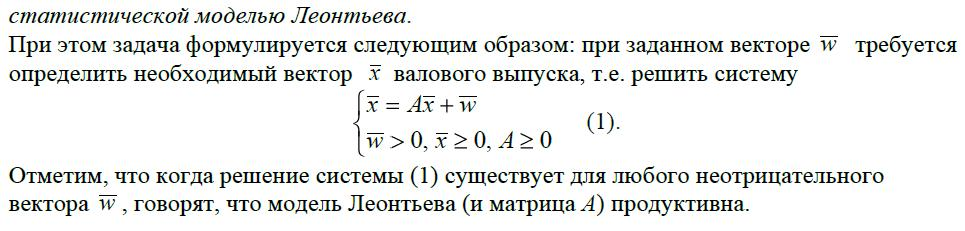 статистической моделью Леонтьева.
При этом задача формулируется следующим образом: при заданном векторе w̅ требуется
определить необходимый вектор x̅ валового выпуска, т.е. решить систему
x̅ = Ax̅ + w̅
w̅ > 0, x̅ ≥ 0, A ≥ 0 (1).
Отметим, что когда решение системы (1) существует для любого неотрицательного
вектора w̅ , говорят, что модель Леонтьева (и матрица А) продуктивна.